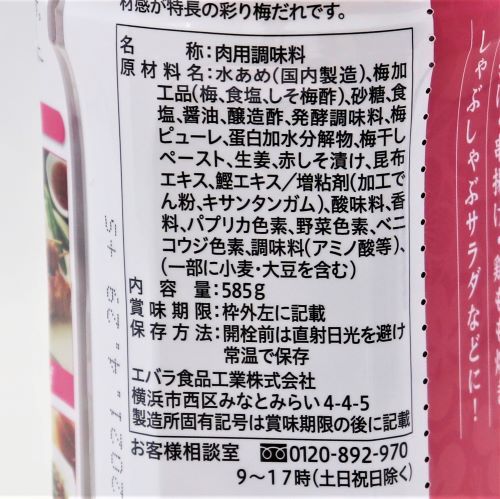 材感が特長の彩り梅だれです。
名　　　称:肉用調味料
原材料名:水あめ(国内製造)、梅加
工品(梅、食塩、しそ梅酢)、砂糖、食
塩、醤油、醸造酢、発酵調味料、梅
ピューレ、蛋白加水分解物、梅干し
ペースト、生姜、赤しそ漬け、昆布
エキス、鰹エキス/増粘剤(加工で
ん粉、キサンタンガム)、酸味料、香
料、パプリカ色素、野菜色素、ベニ
コウジ色素、調味料(アミノ酸等)、
(一部に小麦・大豆を含む)
内容量:585g
賞味期限:枠外左に記載
保存方法:開栓前は直射日光を避け
常温で保存
エバラ食品工業株式会社
横浜市西区みなとみらい4-4-5
製造所固有記号は賞味期限の後に記載
お客様相談室 0120-892-970
9〜17時(土日祝日除く)
しゃぶしゃぶサラダなどに!